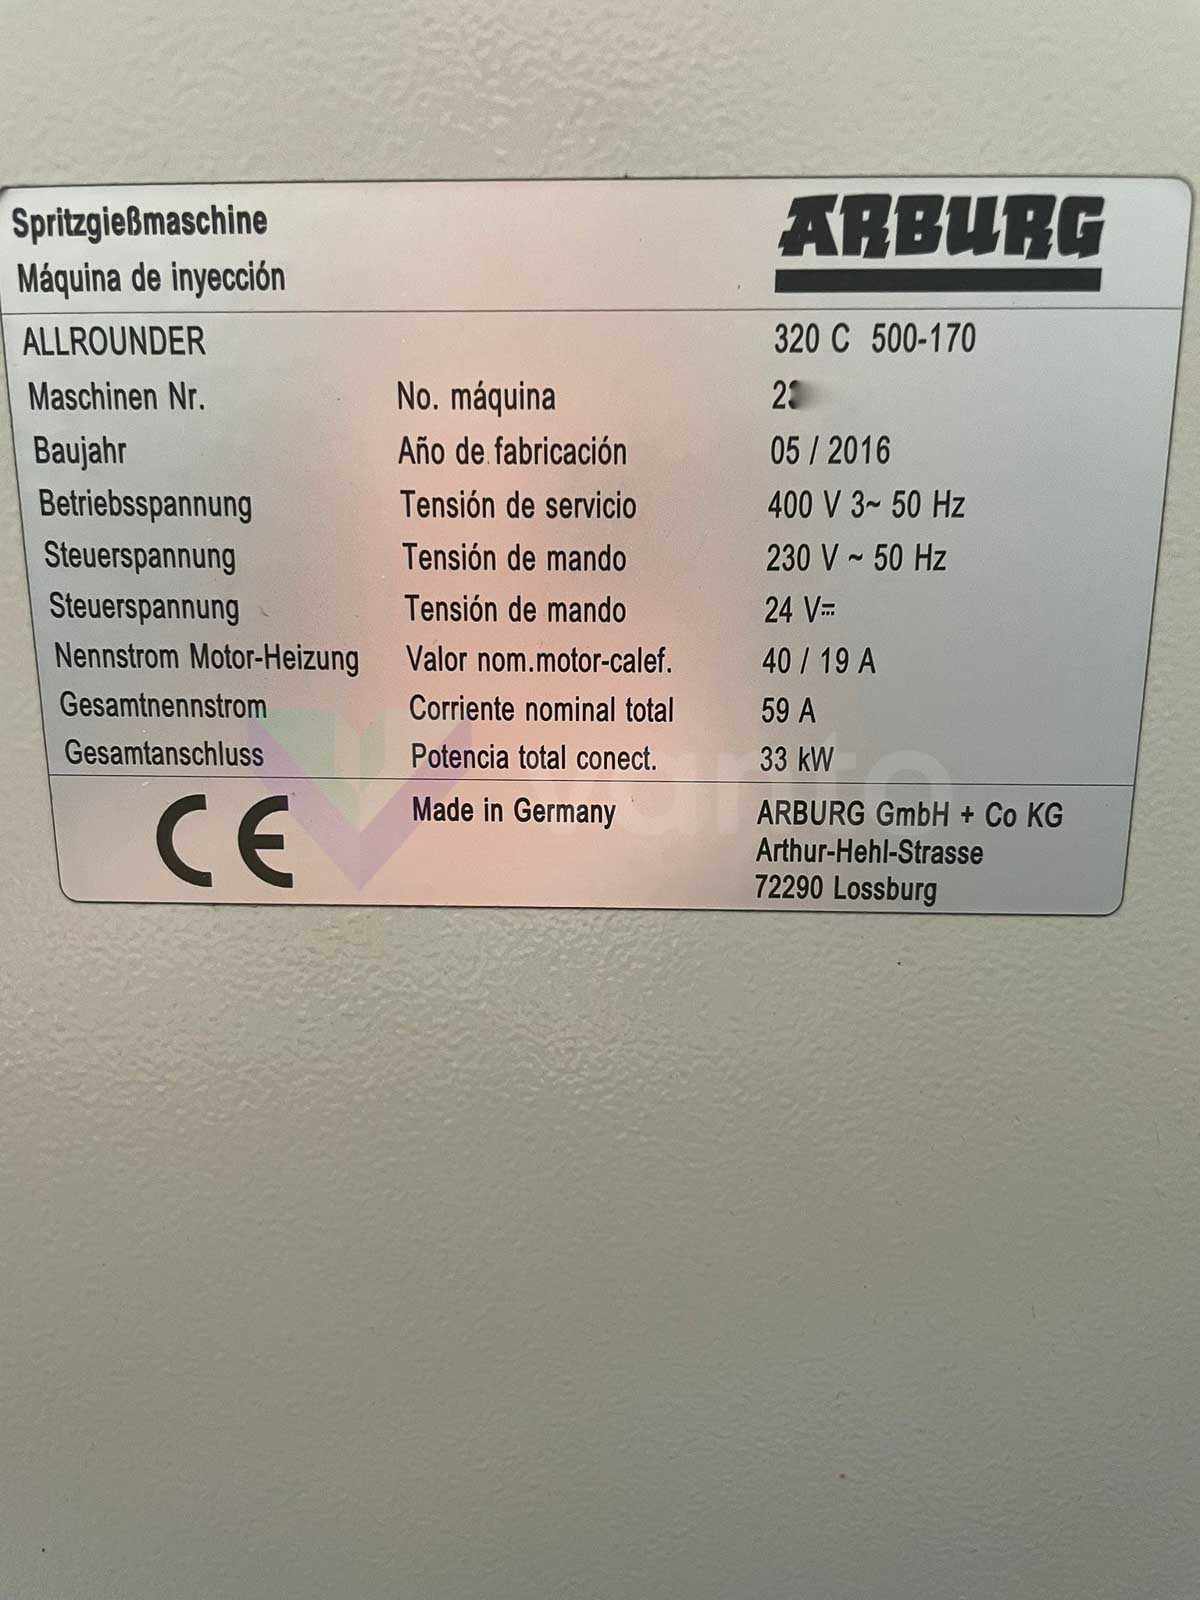 Spritzgießmaschine
ARBURG
Máquina de inyección
ALLROUNDER 320 C 500-170
Maschinen Nr. No. máquina
Baujahr Año de fabricación 05 / 2016
Betriebsspannung Tensión de servicio 400 V 3~ 50 Hz
Steuerspannung Tensión de mando 230 V ~ 50 Hz
Steuerspannung Tensión de mando 24 V⎓
Nennstrom Motor-Heizung Valor nom.motor-calef. 40 / 19 A
Gesamtnennstrom Corriente nominal total 59 A
Gesamtanschluss Potencia total conect. 33 kW
vanto
CE Made in Germany ARBURG GmbH + Co KG
Arthur-Hehl-Strasse
72290 Lossburg